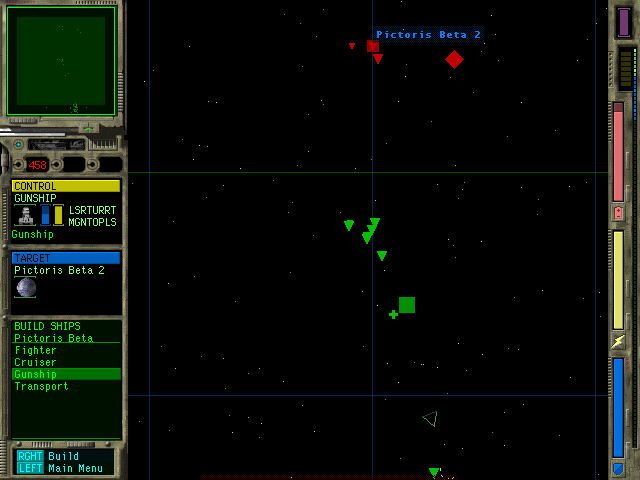 Pictoris Beta 2
458
CONTROL
GUNSHIP
LSRTURRT
MGNTOPLS
Gunship
TARGET
Pictoris Beta 2
BUILD SHIPS
Pictoris Beta
Fighter
Cruiser
Gunship
Transport
RGHT Build
LEFT Main Menu